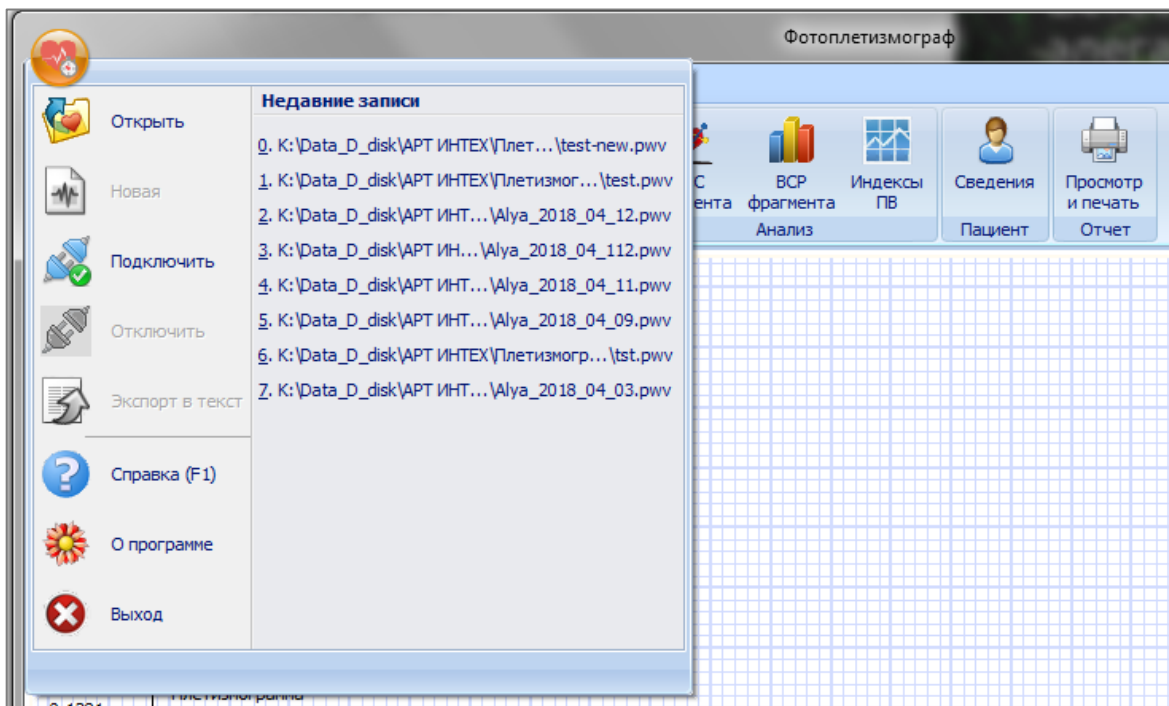 Фотоплетизмограф
Открыть
Новая
Подключить
Отключить
Экспорт в текст
Справка (F1)
О программе
Выход
Недавние записи
0. K:\Data_D_disk\АРТ ИНТЕХ\Плет...\test-new.pwv
1. K:\Data_D_disk\АРТ ИНТЕХ\Плетизмог...\test.pwv
2. K:\Data_D_disk\АРТ ИНТ...\Alya_2018_04_12.pwv
3. K:\Data_D_disk\АРТ ИН...\Alya_2018_04_112.pwv
4. K:\Data_D_disk\АРТ ИНТ...\Alya_2018_04_11.pwv
5. K:\Data_D_disk\АРТ ИНТ...\Alya_2018_04_09.pwv
6. K:\Data_D_disk\АРТ ИНТЕХ\Плетизмогр...\tst.pwv
7. K:\Data_D_disk\АРТ ИНТ...\Alya_2018_04_03.pwv
С
ента
ВСР
фрагмента
Индексы
ПВ
Анализ
Сведения
Пациент
Просмотр
и печать
Отчет